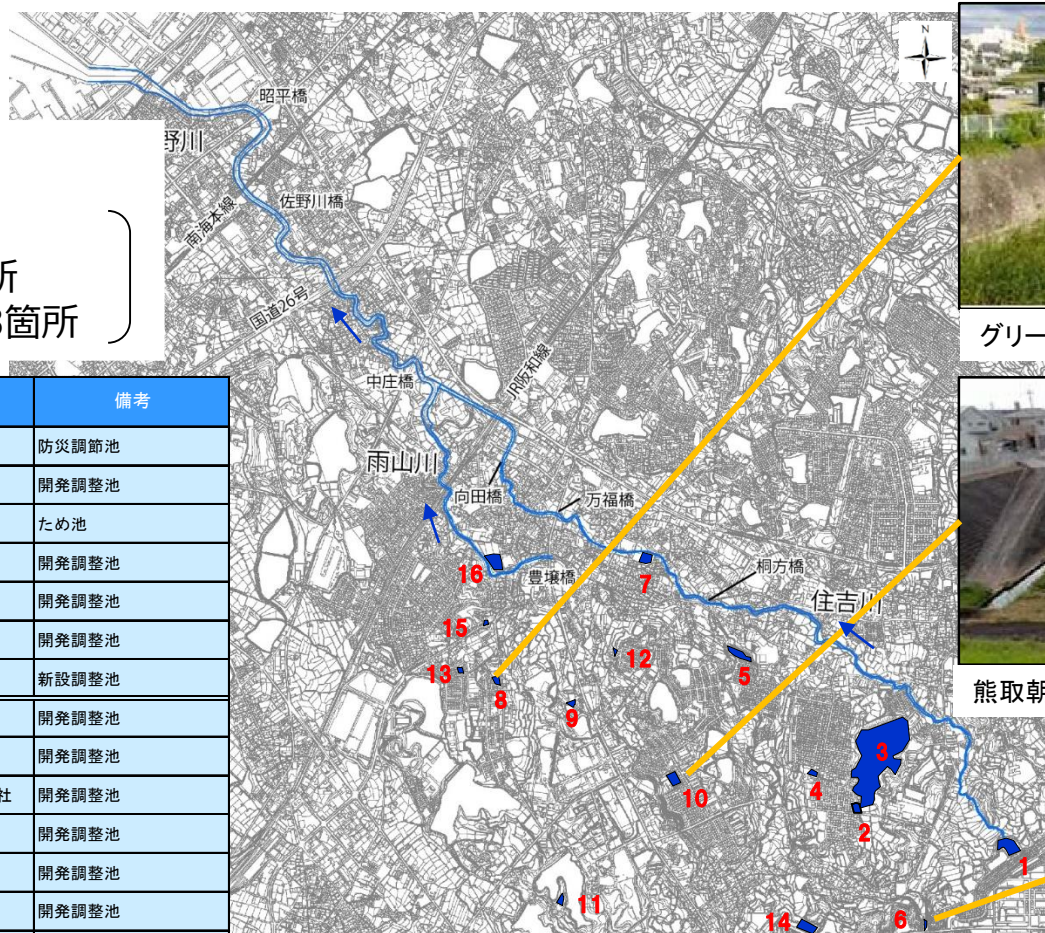 N
昭平橋
野川
佐野川橋
南海本線
所
3箇所
国道26号
グリー
中庄橋
JR阪和線
備考
防災調節池
開発調整池
ため池
開発調整池
開発調整池
開発調整池
新設調整池
開発調整池
開発調整池
社 開発調整池
開発調整池
開発調整池
開発調整池
雨山川
向田橋
万福橋
16
豊壌橋
7
桐方橋
住吉川
15
12
5
13
8
熊取朝
9
3
4
10
2
1
11
14
6